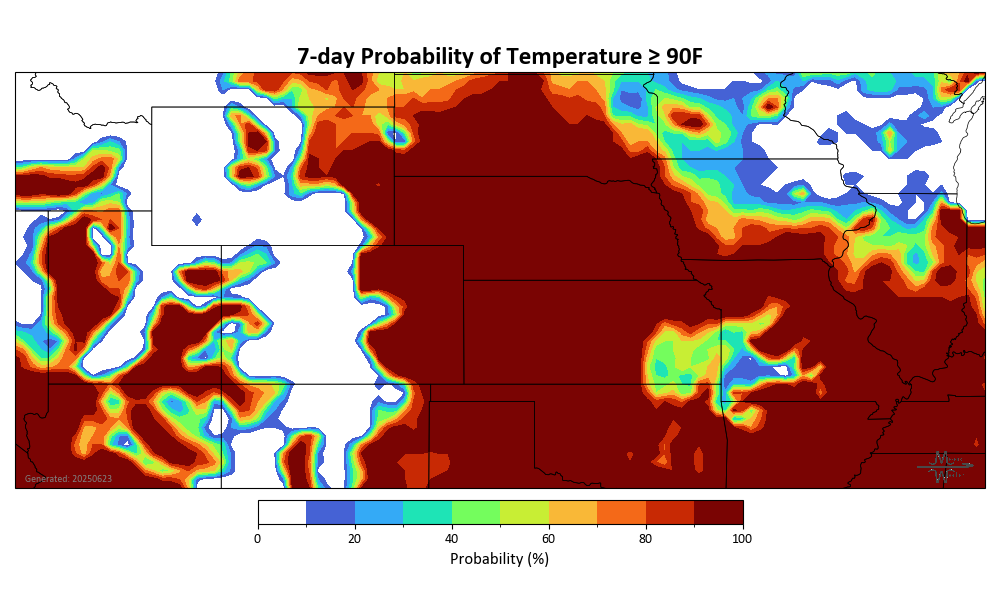 7-day Probability of Temperature ≥ 90F
Generated: 20250623
0 20 40 60 80 100
Probability (%)